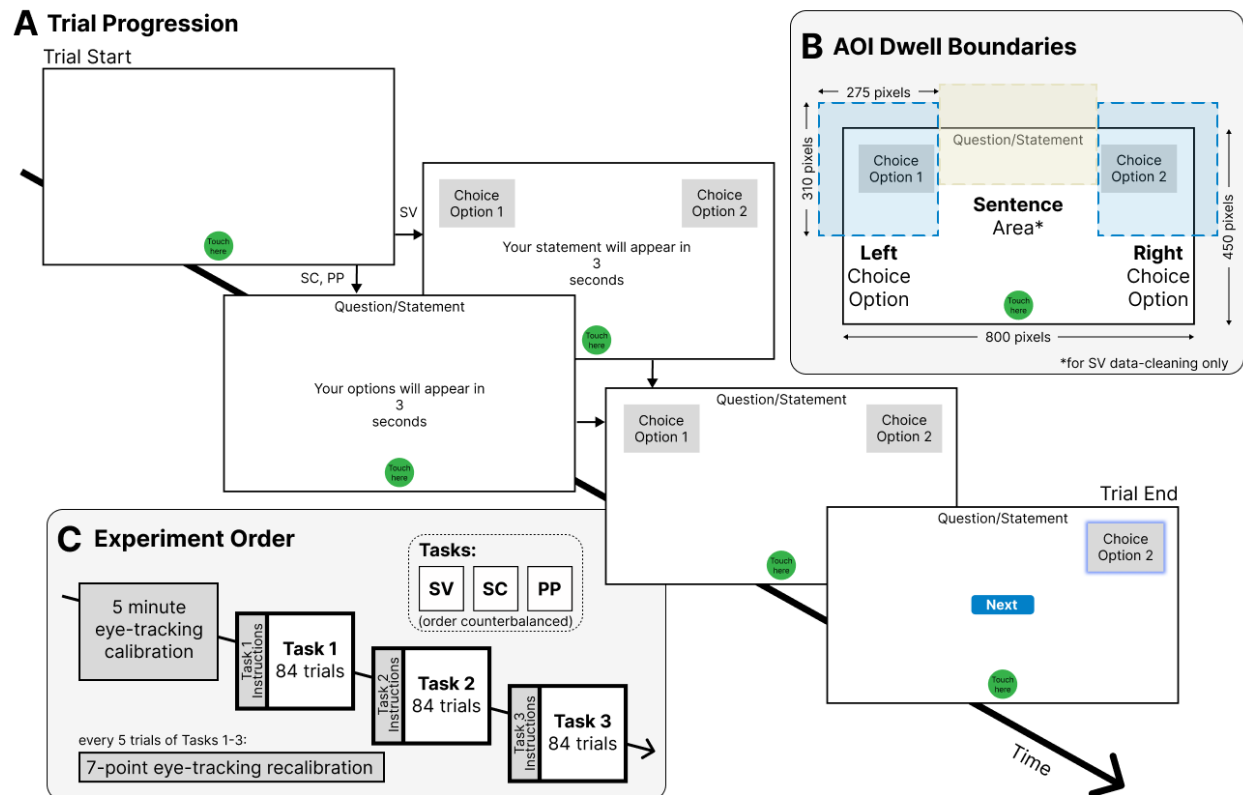 A Trial Progression
Trial Start
Touch
here
SV
SC, PP
Choice
Option 1
Choice
Option 2
Your statement will appear in
3
seconds
Touch
here
Question/Statement
Your options will appear in
3
seconds
Touch
here
Question/Statement
Choice
Option 1
Choice
Option 2
Touch
here
Trial End
Question/Statement
Choice
Option 2
Next
Touch
here
Time
B AOI Dwell Boundaries
275 pixels
310 pixels
Question/Statement
Choice
Option 1
Choice
Option 2
Sentence
Area*
Left
Choice
Option
Right
Choice
Option
450 pixels
Touch
here
800 pixels
*for SV data-cleaning only
C Experiment Order
Tasks:
SV SC PP
(order counterbalanced)
5 minute
eye-tracking
calibration
Task 1
Instructions
Task 1
84 trials
Task 2
Instructions
Task 2
84 trials
Task 3
Instructions
Task 3
84 trials
every 5 trials of Tasks 1-3:
7-point eye-tracking recalibration